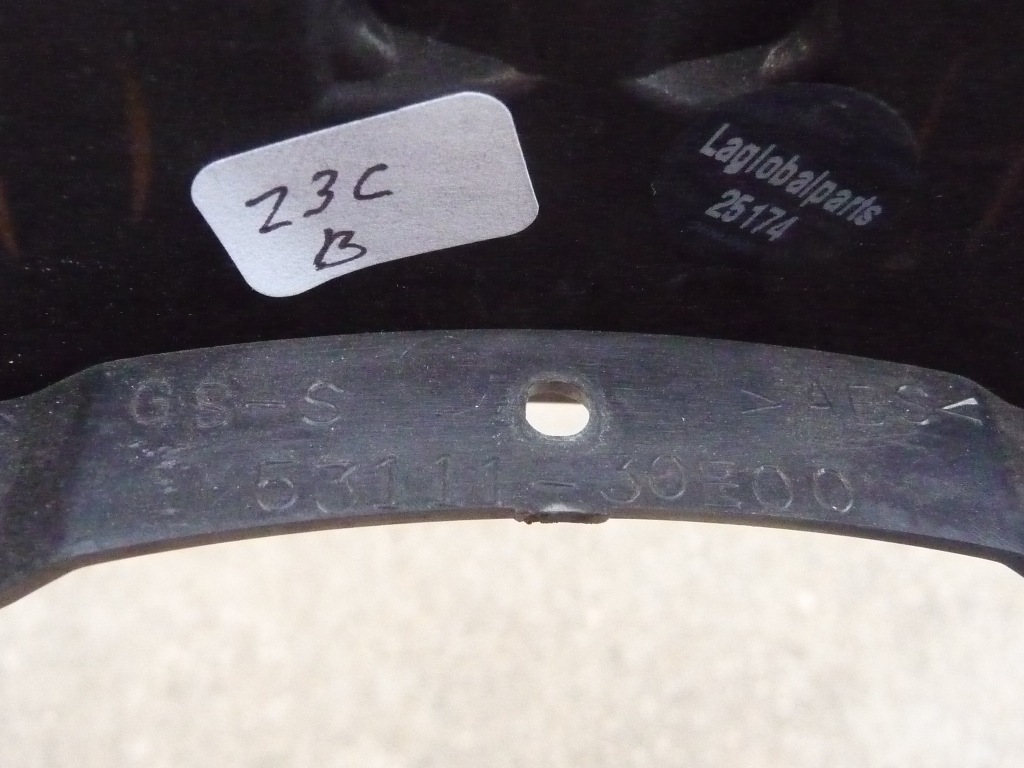 23C
B
Laglobalparts
25174
GS-S
>AES<
53111-30E00